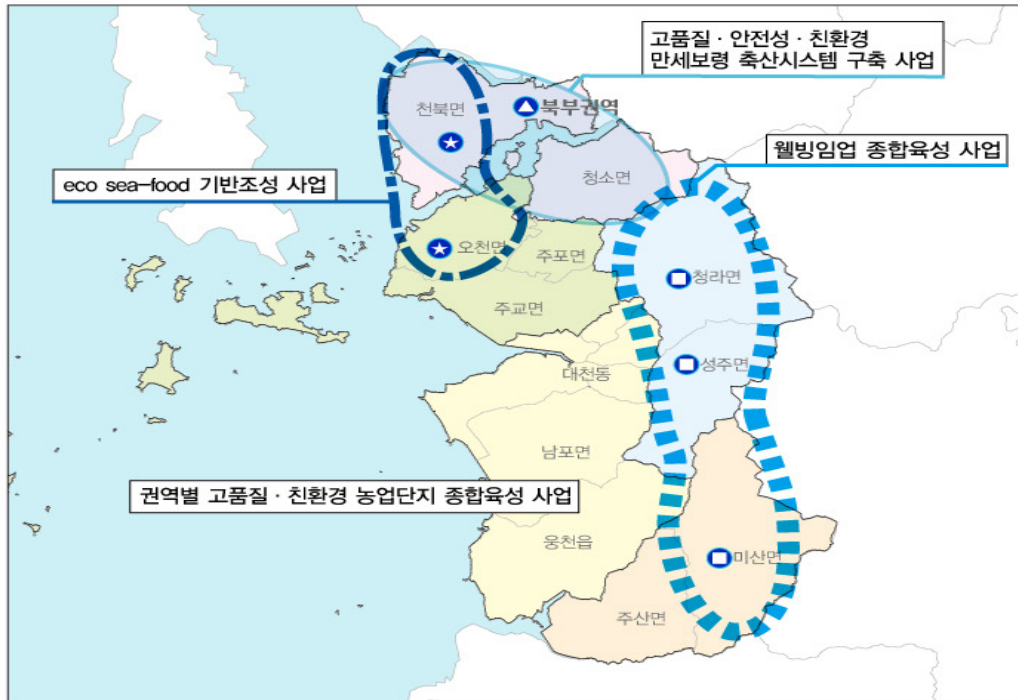 고품질 · 안전성 · 친환경
만세보령 축산시스템 구축 사업
천북면
북부권역
웰빙임업 종합육성 사업
청소면
eco sea-food 기반조성 사업
오천면
주포면
청라면
주교면
성주면
대천동
남포면
권역별 고품질 · 친환경 농업단지 종합육성 사업
웅천읍
미산면
주산면